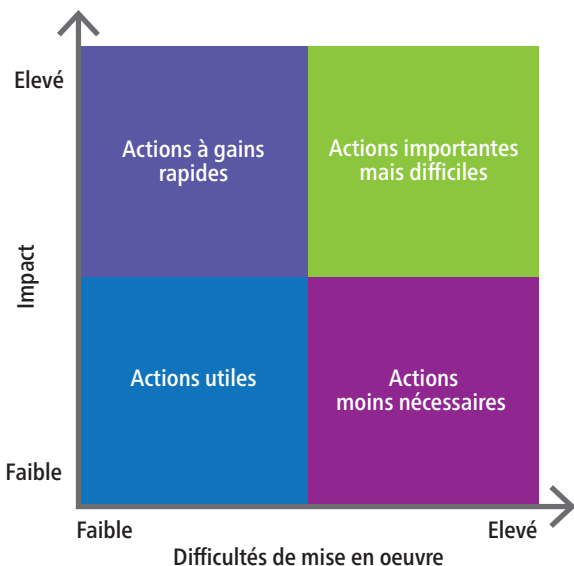 Elevé
Actions à gains
rapides
Actions importantes
mais difficiles
Impact
Actions utiles
Actions
moins nécessaires
Faible
Faible
Elevé
Difficultés de mise en oeuvre